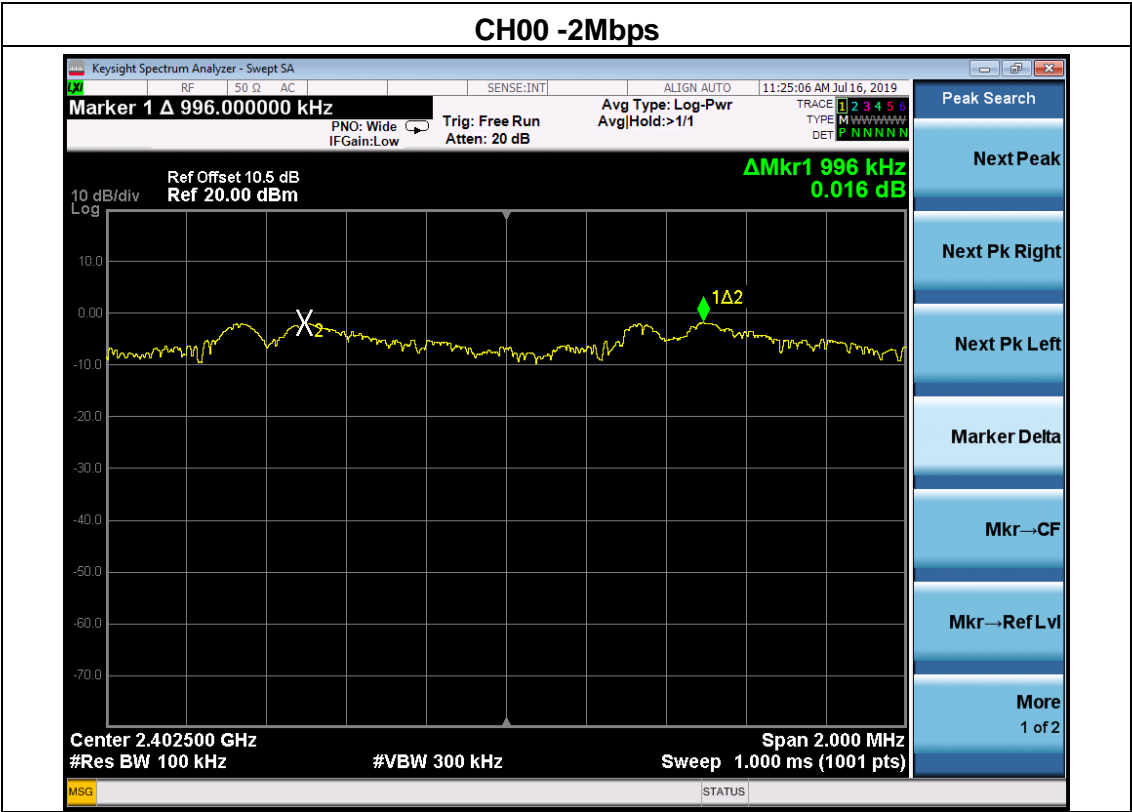 CH00 -2Mbps
Keysight Spectrum Analyzer - Swept SA
LXI RF 50 Ω AC SENSE:INT ALIGN AUTO 11:25:06 AM Jul 16, 2019
Marker 1 Δ 996.000000 kHz
PNO: Wide
IFGain:Low
Trig: Free Run
Atten: 20 dB
Avg Type: Log-Pwr
Avg|Hold:>1/1
TRACE 1 2 3 4 5 6
TYPE M WWWWW
DET P N N N N N
Ref Offset 10.5 dB
10 dB/div Ref 20.00 dBm
Log
ΔMkr1 996 kHz
0.016 dB
10.0
0.00
-10.0
-20.0
-30.0
-40.0
-50.0
-60.0
-70.0
1Δ2
X2
Center 2.402500 GHz Span 2.000 MHz
#Res BW 100 kHz #VBW 300 kHz Sweep 1.000 ms (1001 pts)
MSG STATUS
Peak Search
Next Peak
Next Pk Right
Next Pk Left
Marker Delta
Mkr→CF
Mkr→Ref Lvl
More
1 of 2